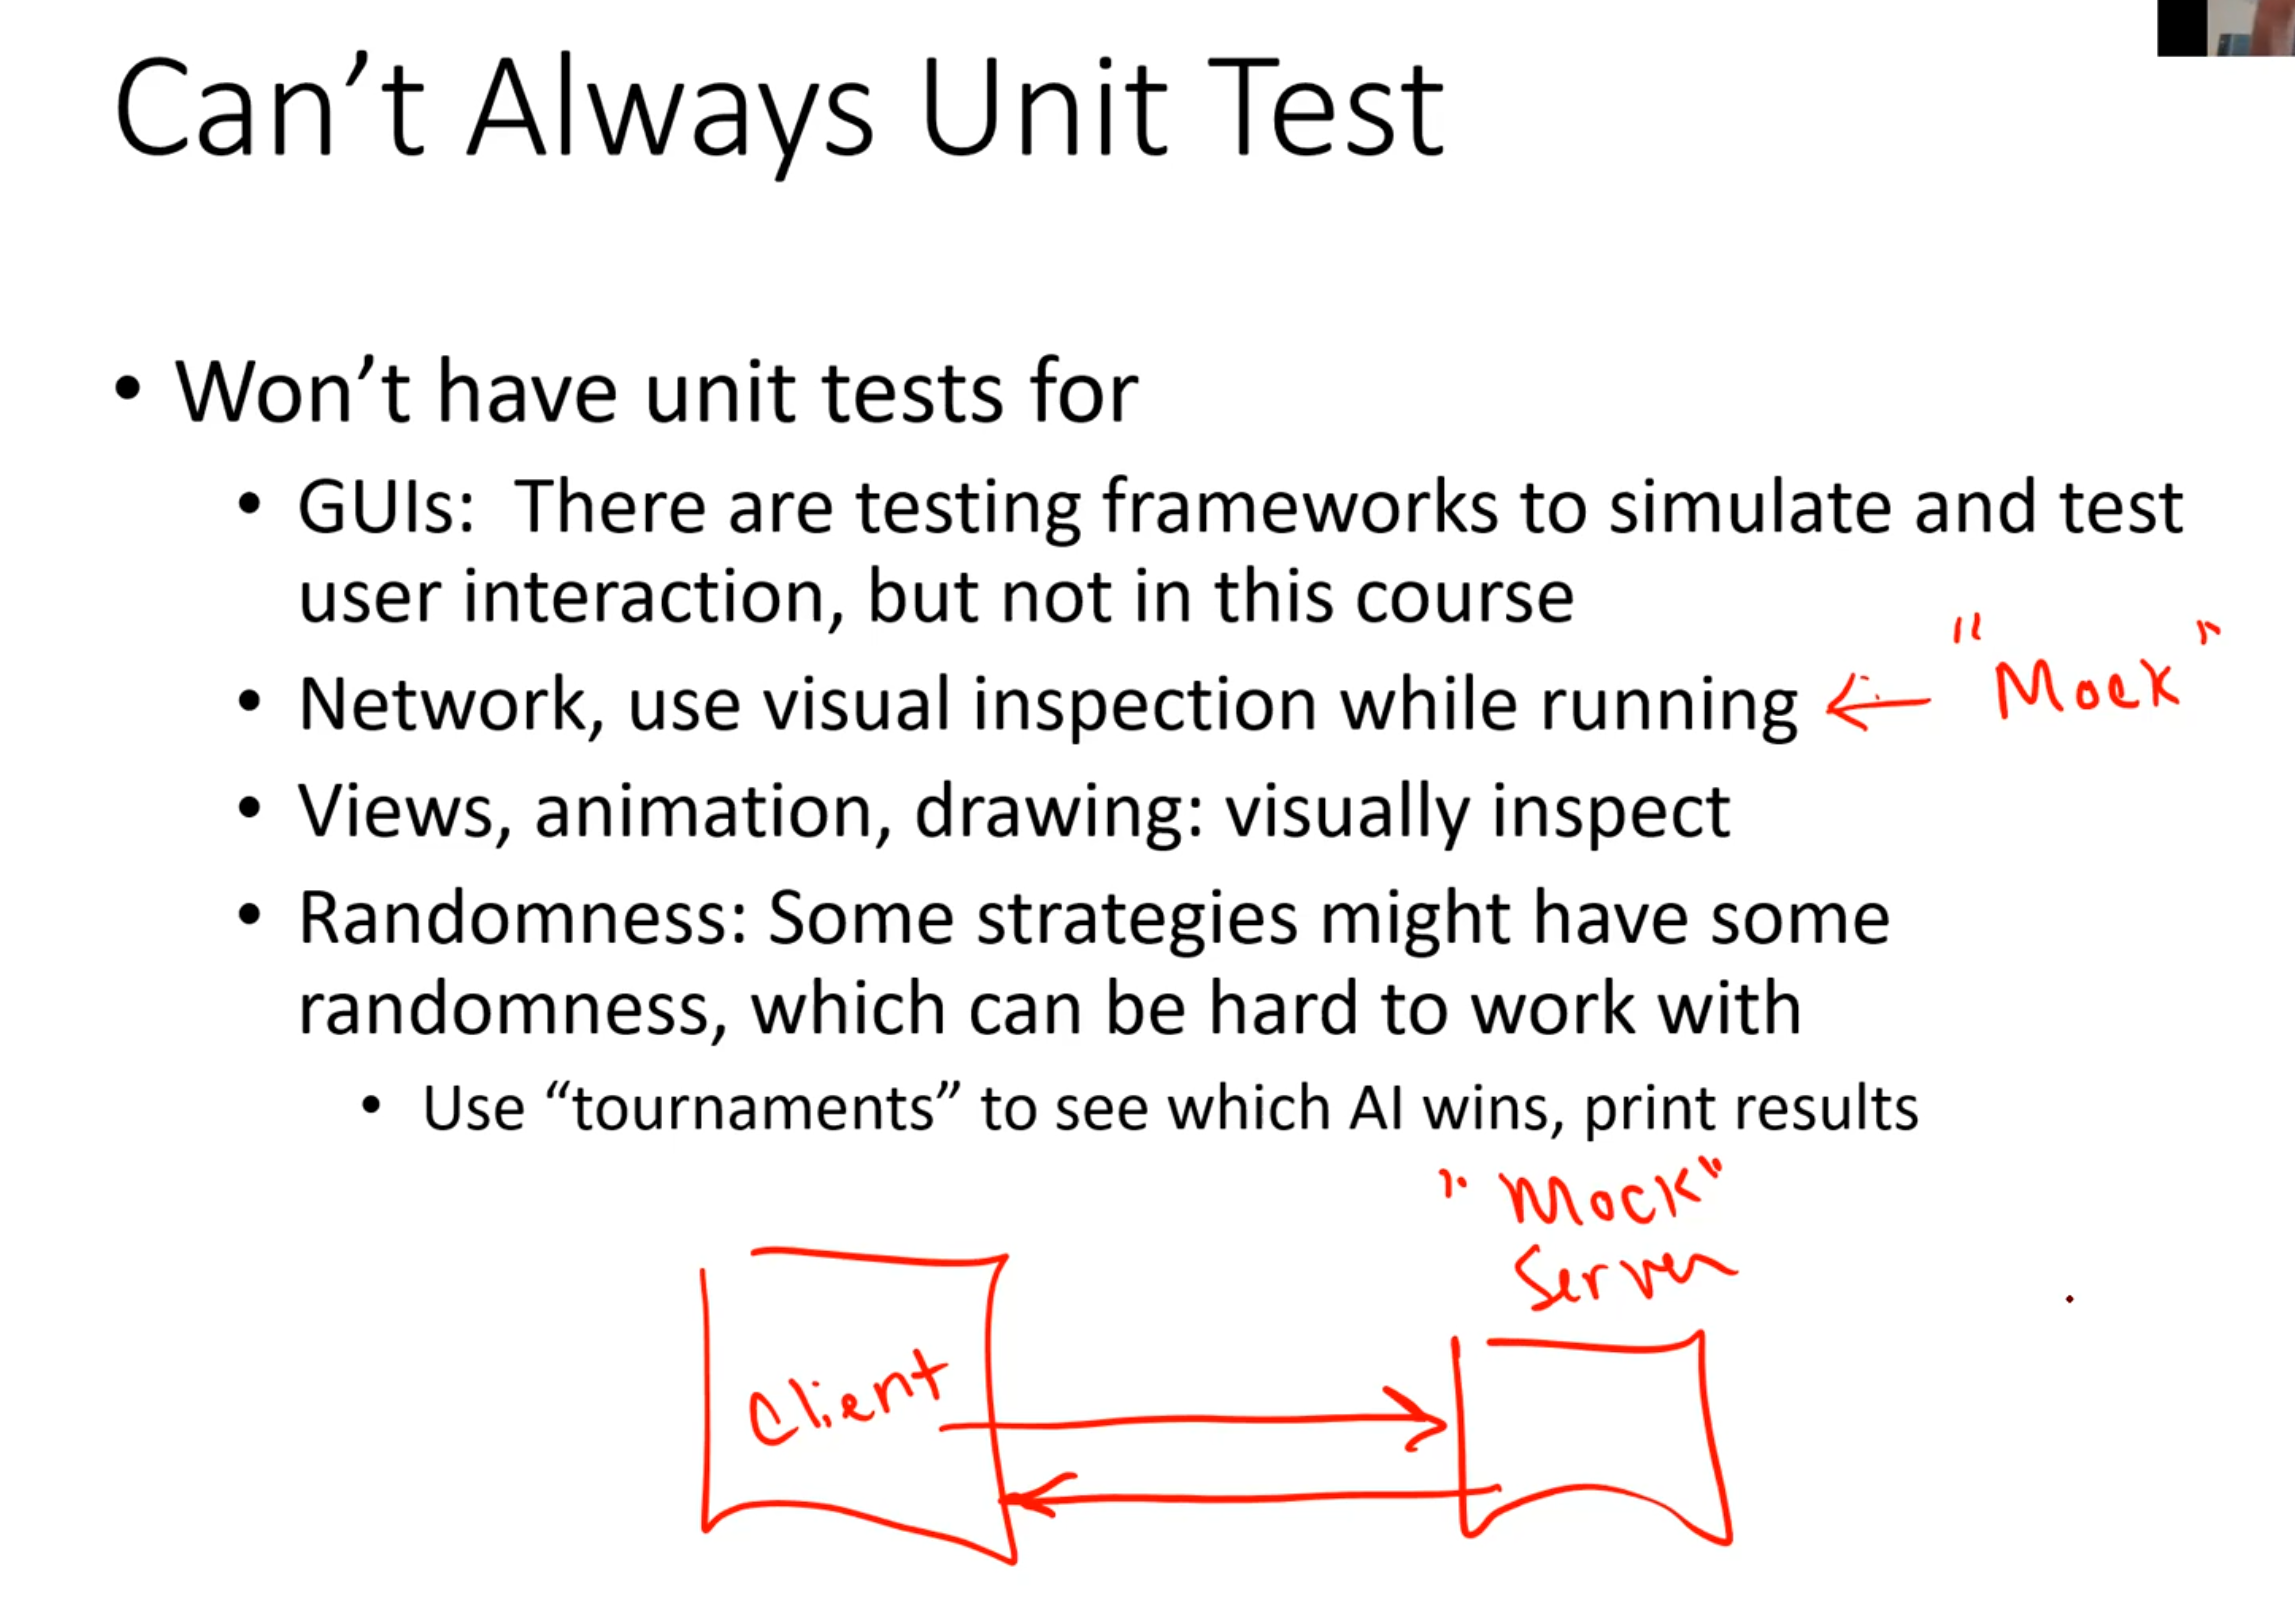 Can’t Always Unit Test
• Won’t have unit tests for
• GUIs:  There are testing frameworks to simulate and test
user interaction, but not in this course
• Network, use visual inspection while running ← "Mock"
• Views, animation, drawing: visually inspect
• Randomness: Some strategies might have some
randomness, which can be hard to work with
• Use “tournaments” to see which AI wins, print results
"Mock"
Server
Client